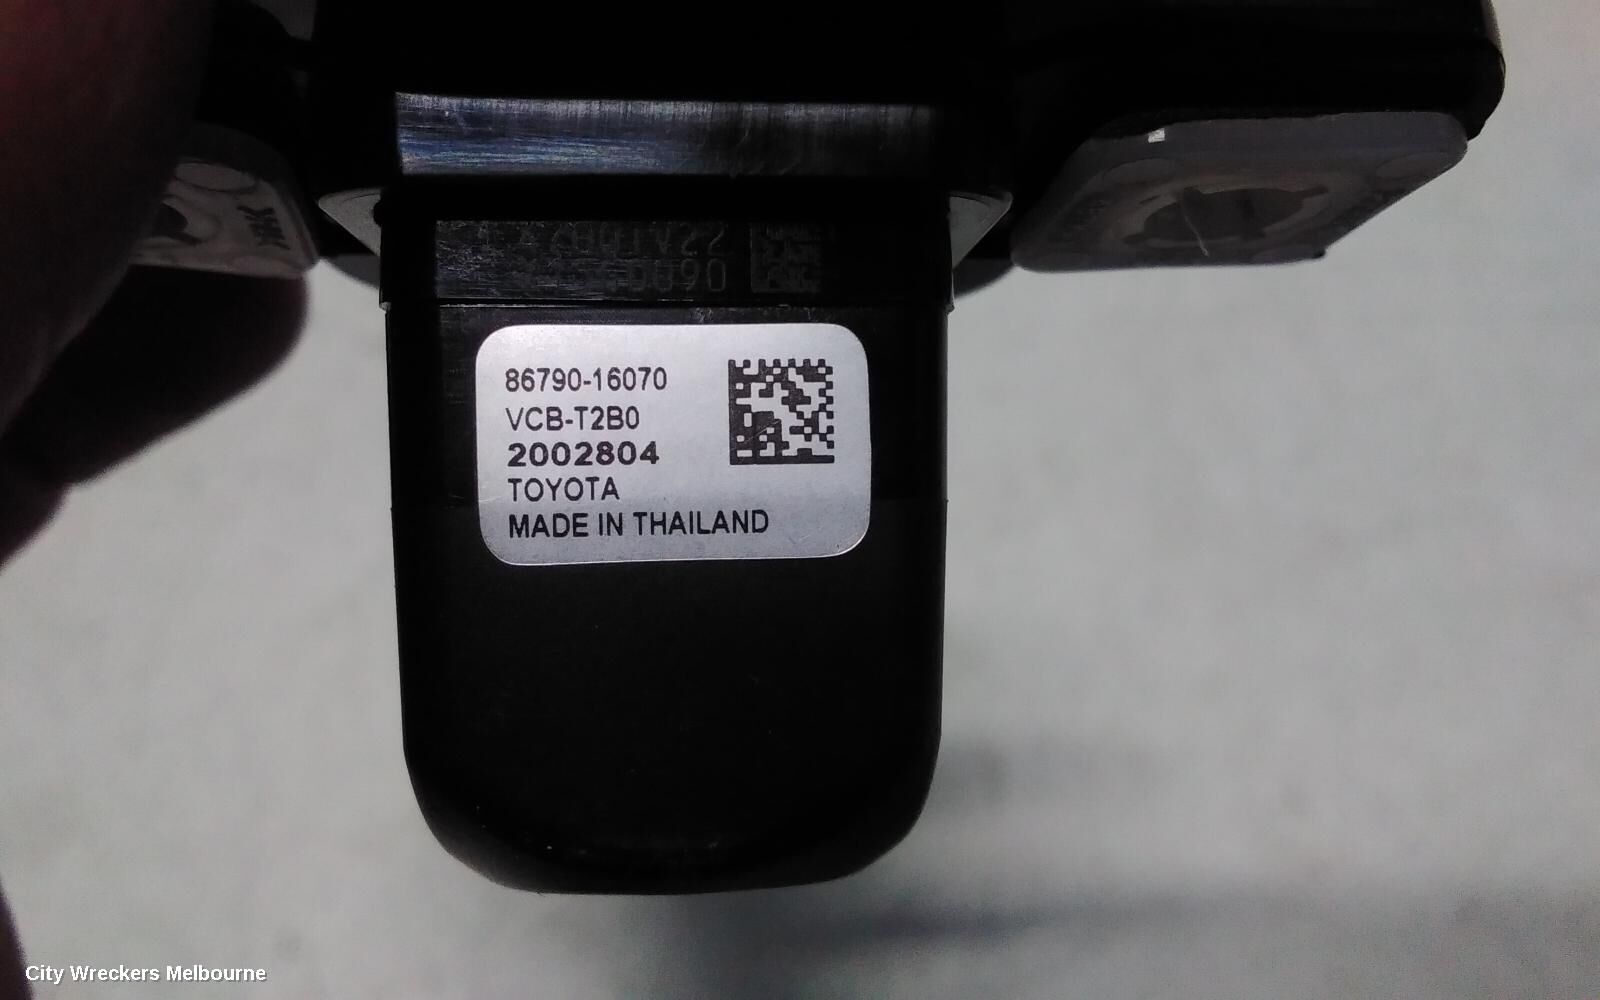 86790-16070
VCB-T2B0
2002804
TOYOTA
MADE IN THAILAND
City Wreckers Melbourne